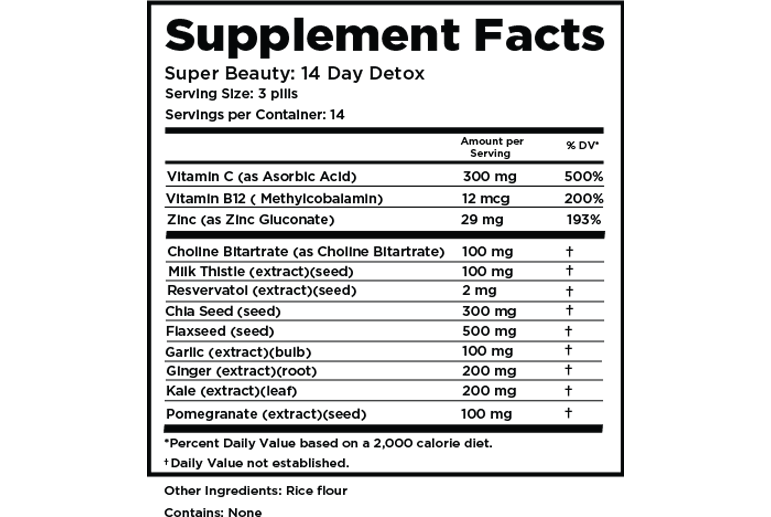 Supplement Facts
Super Beauty: 14 Day Detox
Serving Size: 3 pills
Servings per Container: 14
Amount per Serving % DV*
Vitamin C (as Ascorbic Acid) 300 mg 500%
Vitamin B12 ( Methylcobalamin) 12 mcg 200%
Zinc (as Zinc Gluconate) 29 mg 193%
Choline Bitartrate (as Choline Bitartrate) 100 mg †
Milk Thistle (extract)(seed) 100 mg †
Resvervatol (extract)(seed) 2 mg †
Chia Seed (seed) 300 mg †
Flaxseed (seed) 500 mg †
Garlic (extract)(bulb) 100 mg †
Ginger (extract)(root) 200 mg †
Kale (extract)(leaf) 200 mg †
Pomegranate (extract)(seed) 100 mg †
*Percent Daily Value based on a 2,000 calorie diet.
†Daily Value not established.
Other Ingredients: Rice flour
Contains: None